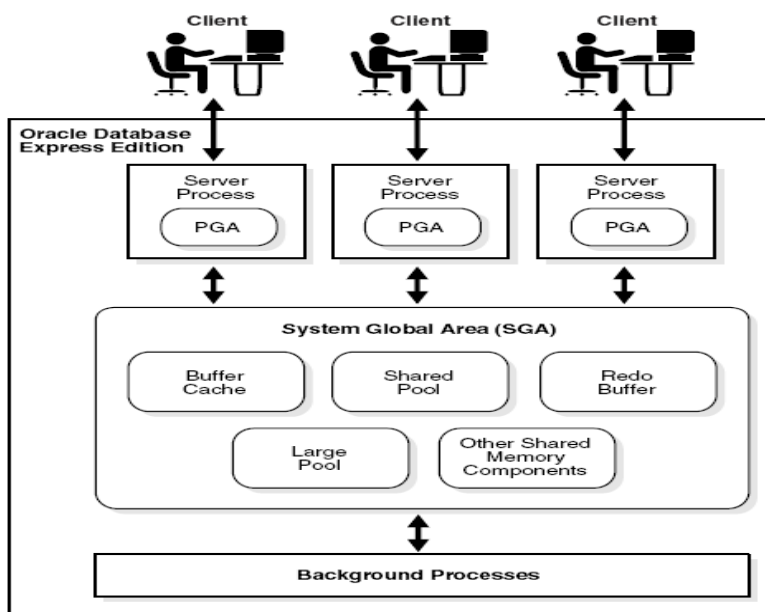 Client
Client
Client
Oracle Database
Express Edition
Server
Process
PGA
Server
Process
PGA
Server
Process
PGA
System Global Area (SGA)
Buffer
Cache
Shared
Pool
Redo
Buffer
Large
Pool
Other Shared
Memory
Components
Background Processes